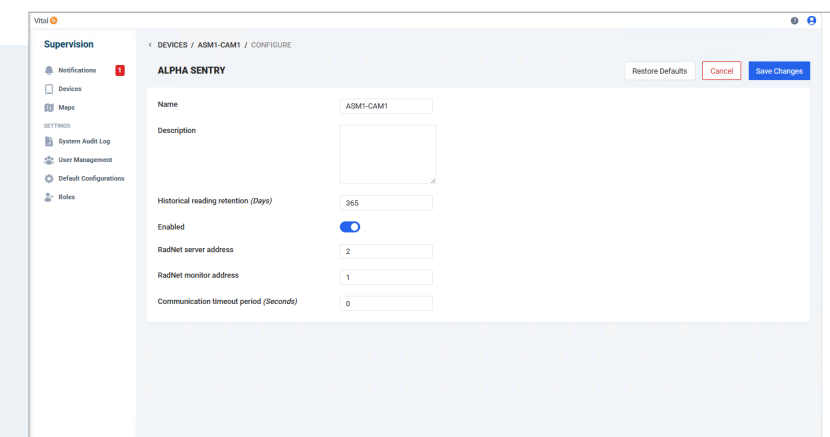 Vital
Supervision
Notifications 1
Devices
Maps
SETTINGS
System Audit Log
User Management
Default Configurations
Roles
‹ DEVICES / ASM1-CAM1 / CONFIGURE
ALPHA SENTRY
Restore Defaults Cancel Save Changes
Name ASM1-CAM1
Description
Historical reading retention (Days) 365
Enabled
RadNet server address 2
RadNet monitor address 1
Communication timeout period (Seconds) 0